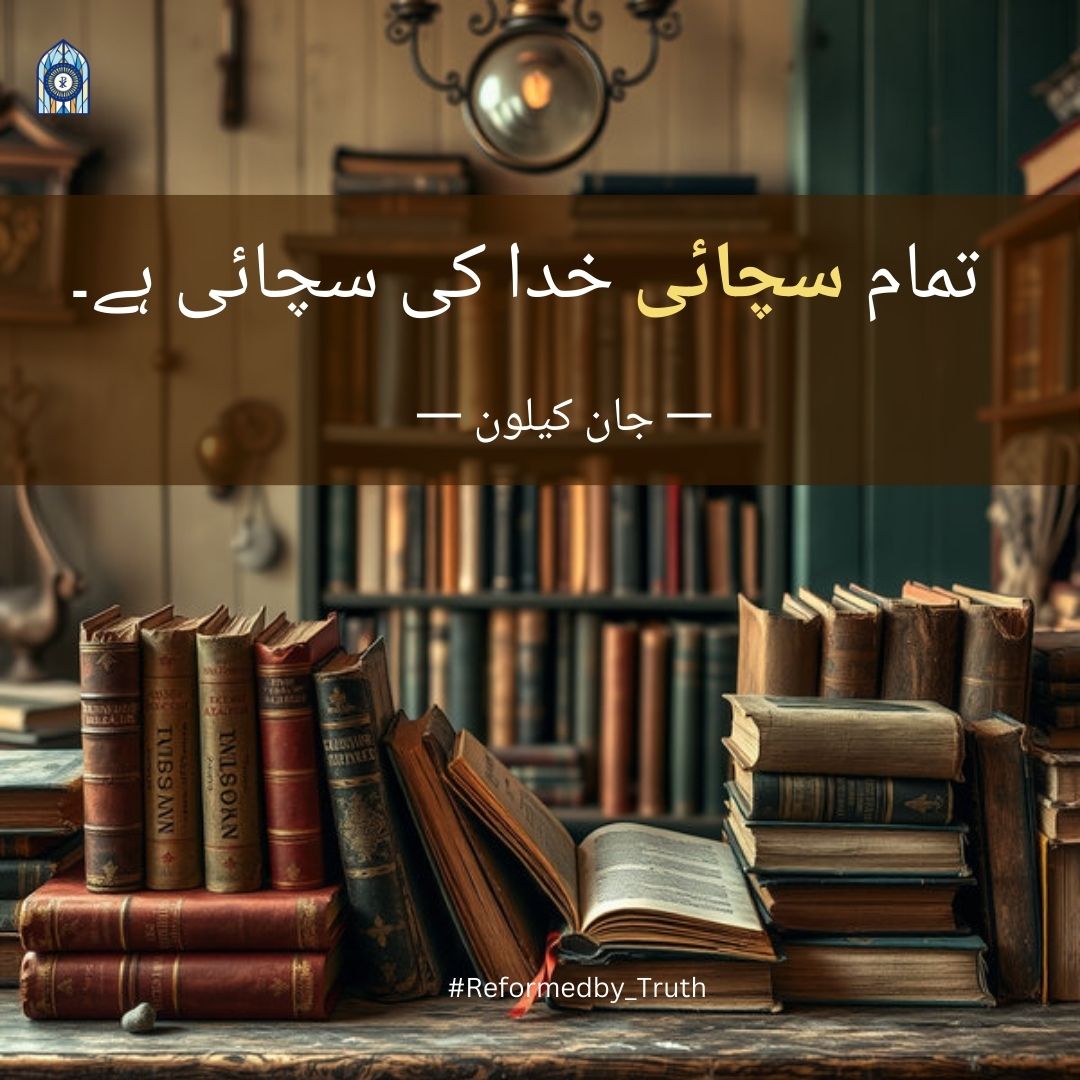 تمام سچائی خدا کی سچائی ہے۔
— جان کیلون —
#Reformedby_Truth